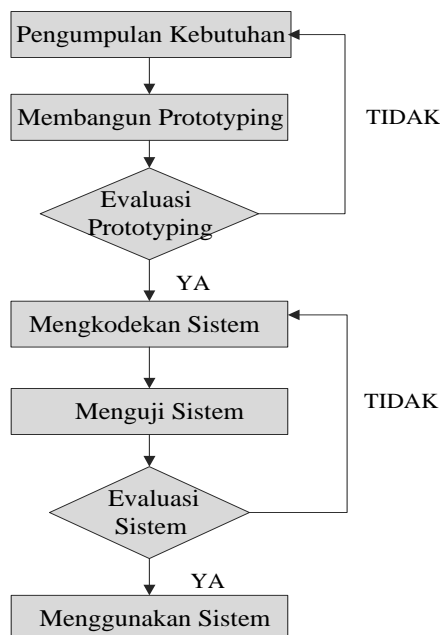 Pengumpulan Kebutuhan
Membangun Prototyping
TIDAK
Evaluasi
Prototyping
YA
Mengkodekan Sistem
Menguji Sistem
TIDAK
Evaluasi
Sistem
YA
Menggunakan Sistem